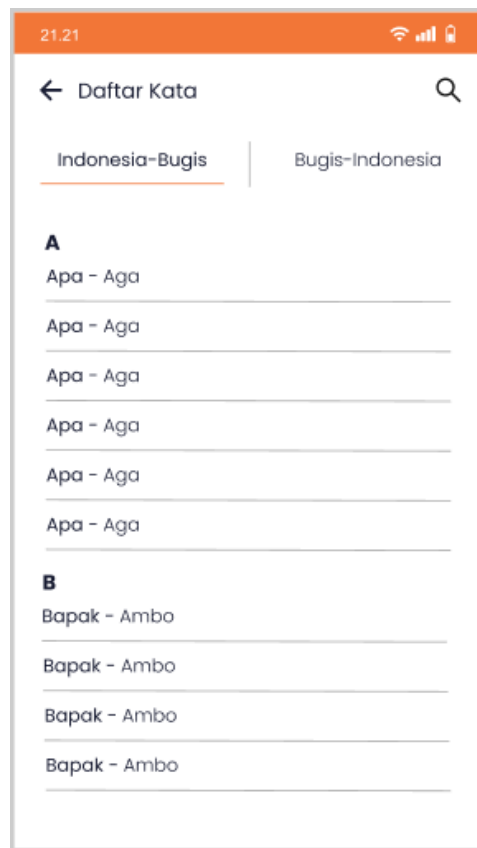 21.21
Daftar Kata
Indonesia-Bugis Bugis-Indonesia
A
Apa - Aga
Apa - Aga
Apa - Aga
Apa - Aga
Apa - Aga
Apa - Aga
B
Bapak - Ambo
Bapak - Ambo
Bapak - Ambo
Bapak - Ambo